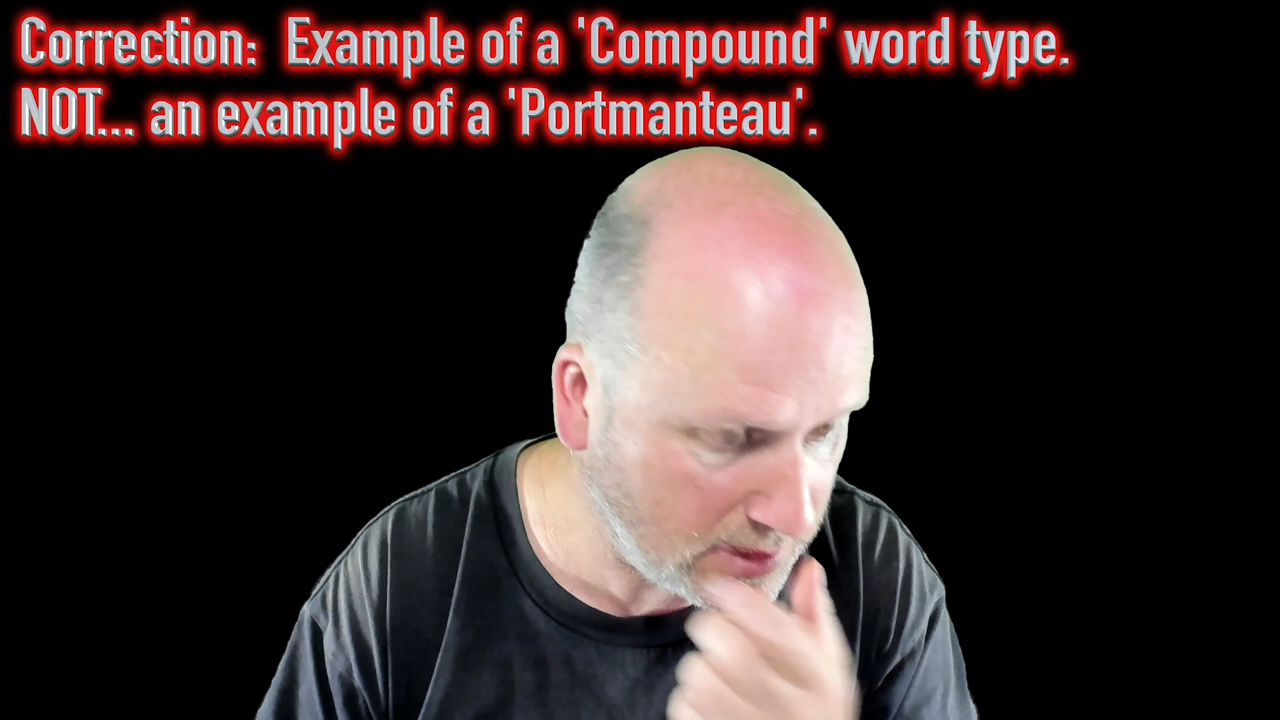 Correction:  Example of a 'Compound' word type.
NOT... an example of a 'Portmanteau'.